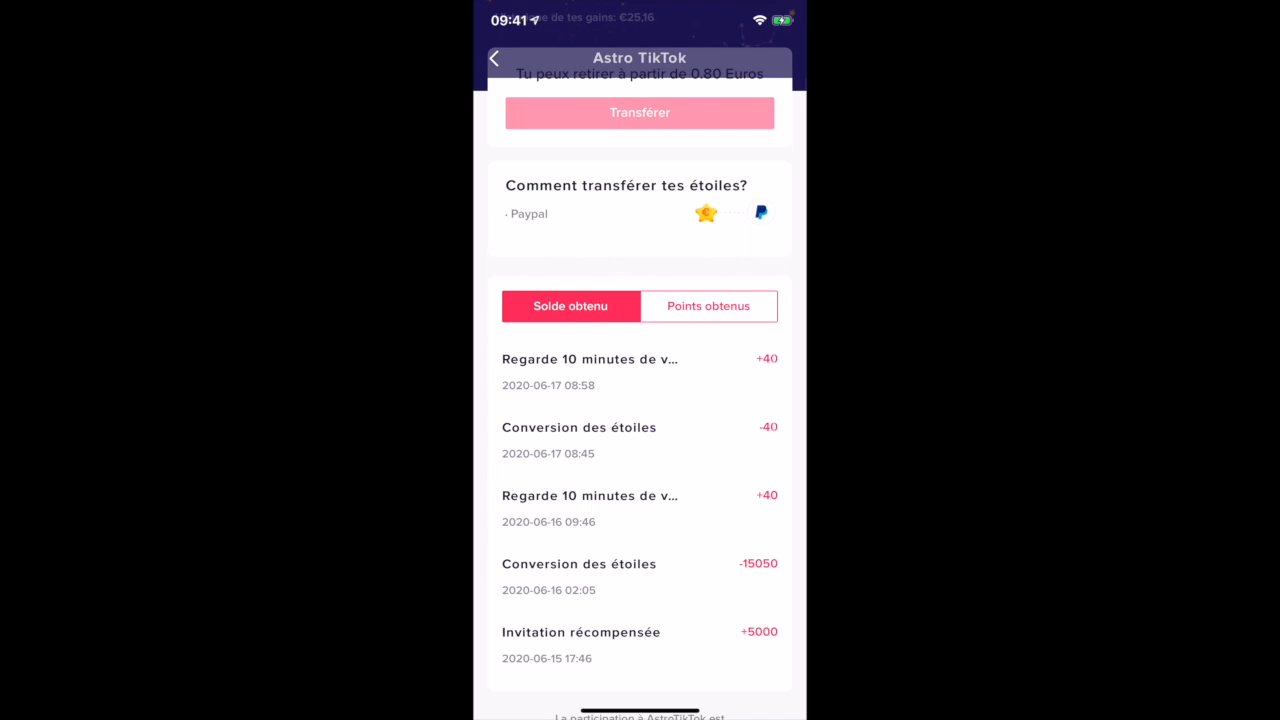 09:41
de tes gains: €25,16
Astro TikTok
Tu peux retirer à partir de 0.80 Euros
Transférer
Comment transférer tes étoiles?
· Paypal
Solde obtenu
Points obtenus
Regarde 10 minutes de v... +40
2020-06-17 08:58
Conversion des étoiles -40
2020-06-17 08:45
Regarde 10 minutes de v... +40
2020-06-16 09:46
Conversion des étoiles -15050
2020-06-16 02:05
Invitation récompensée +5000
2020-06-15 17:46
La participation à AstroTikTok est